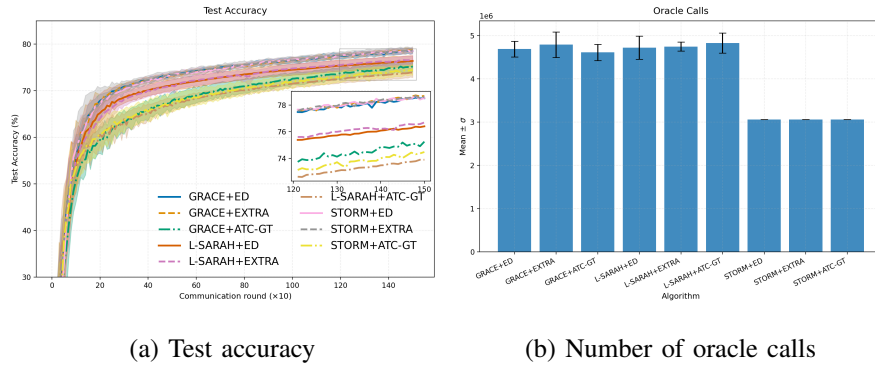 Test Accuracy
Test Accuracy (%)
80
70
60
50
40
30
78
76
74
120
130
140
150
GRACE+ED
GRACE+EXTRA
GRACE+ATC-GT
L-SARAH+ED
L-SARAH+EXTRA
L-SARAH+ATC-GT
STORM+ED
STORM+EXTRA
STORM+ATC-GT
0
20
40
60
80
100
120
140
Communication round (×10)
(a) Test accuracy
Oracle Calls
1e6
Mean ± σ
5
4
3
2
1
0
GRACE+ED
GRACE+EXTRA
GRACE+ATC-GT
L-SARAH+ED
L-SARAH+EXTRA
L-SARAH+ATC-GT
STORM+ED
STORM+EXTRA
STORM+ATC-GT
Algorithm
(b) Number of oracle calls